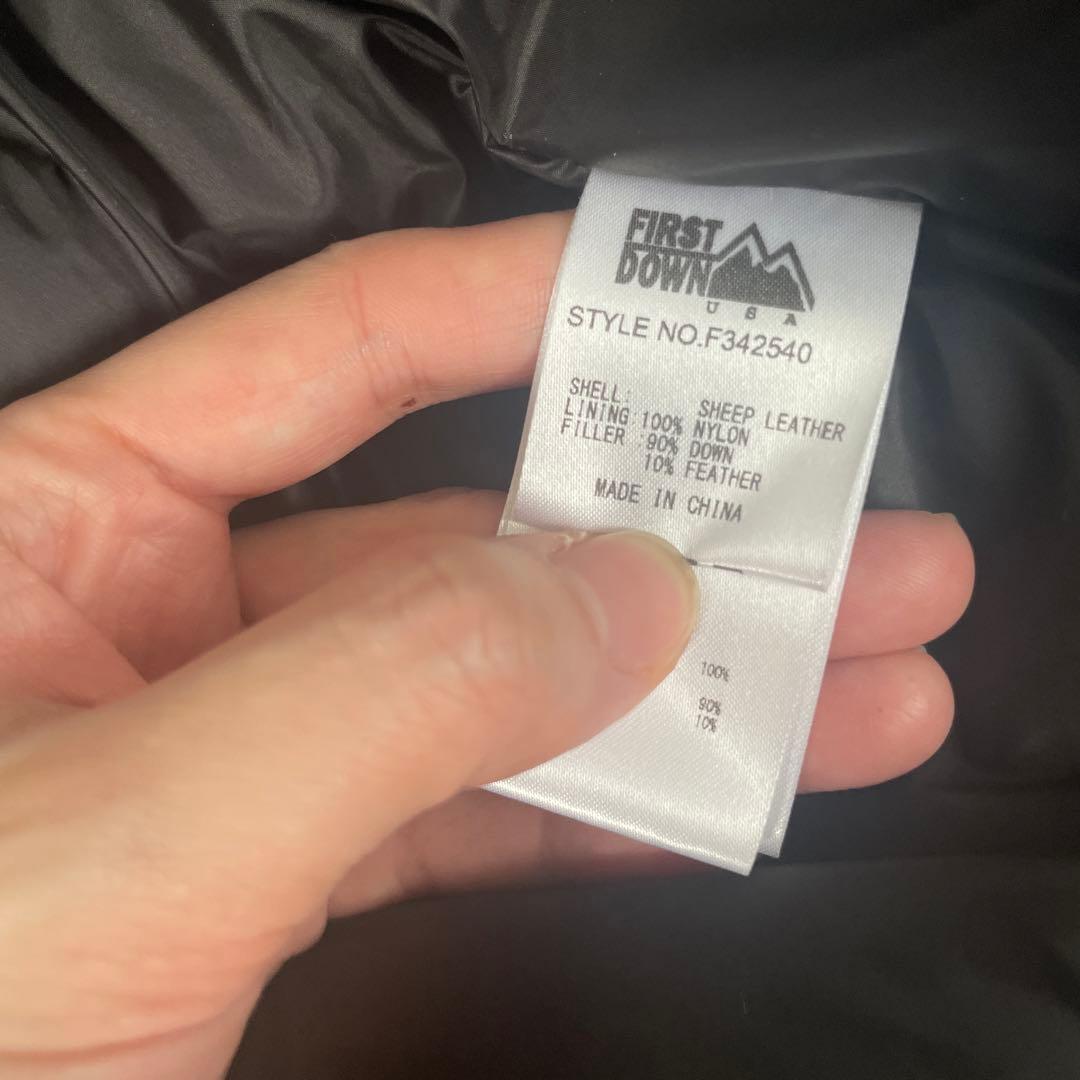 FIRST
DOWN
USA
STYLE NO.F342540
SHELL: SHEEP LEATHER
LINING:100% NYLON
FILLER :90% DOWN
10% FEATHER
MADE IN CHINA
100%
90%
10%